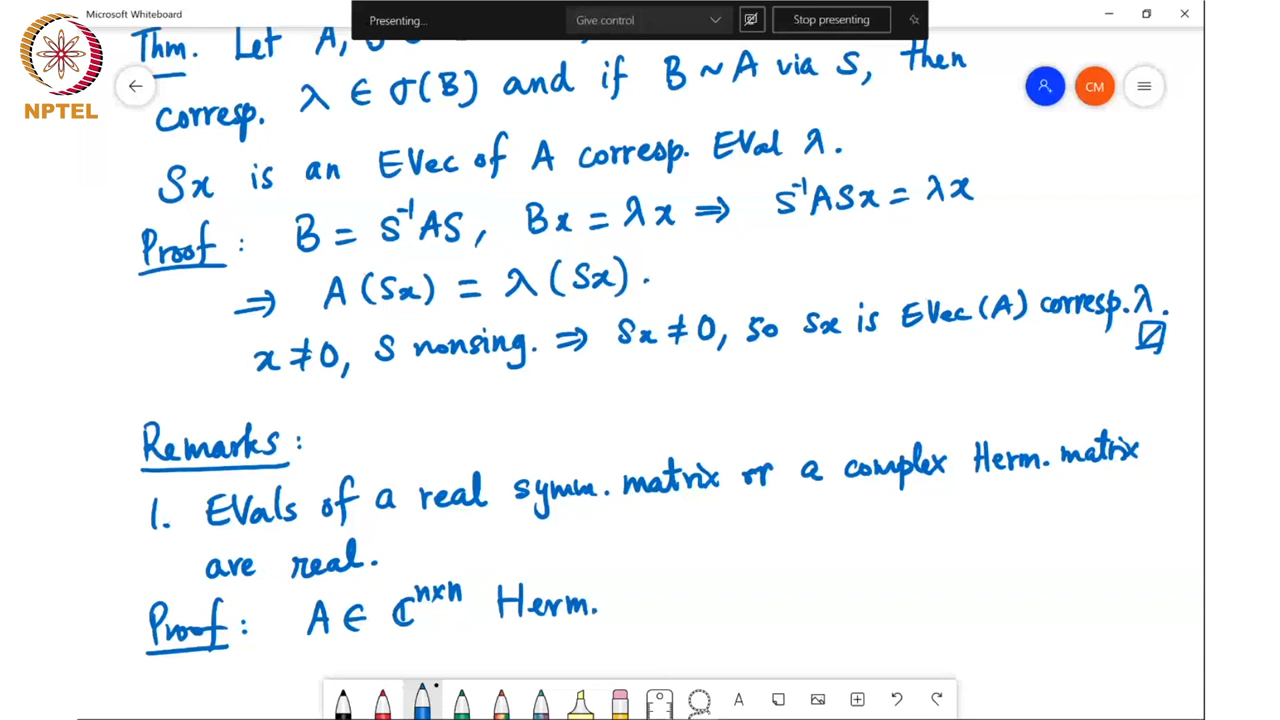 Microsoft Whiteboard
Presenting...
Give control
Stop presenting
NPTEL
CM
Thm. Let A,
corresp. λ ∈ σ(B) and if B ~ A via S, then
Sx is an EVec of A corresp. EVal λ.
Proof: B = S⁻¹AS, Bx = λx ⇒ S⁻¹ASx = λx
⇒ A(Sx) = λ(Sx).
x ≠ 0, S nonsing. ⇒ Sx ≠ 0, so Sx is EVec(A) corresp. λ.
Remarks:
1. EVals of a real symm. matrix or a complex Herm. matrix
are real.
Proof: A ∈ ℂⁿˣⁿ Herm.